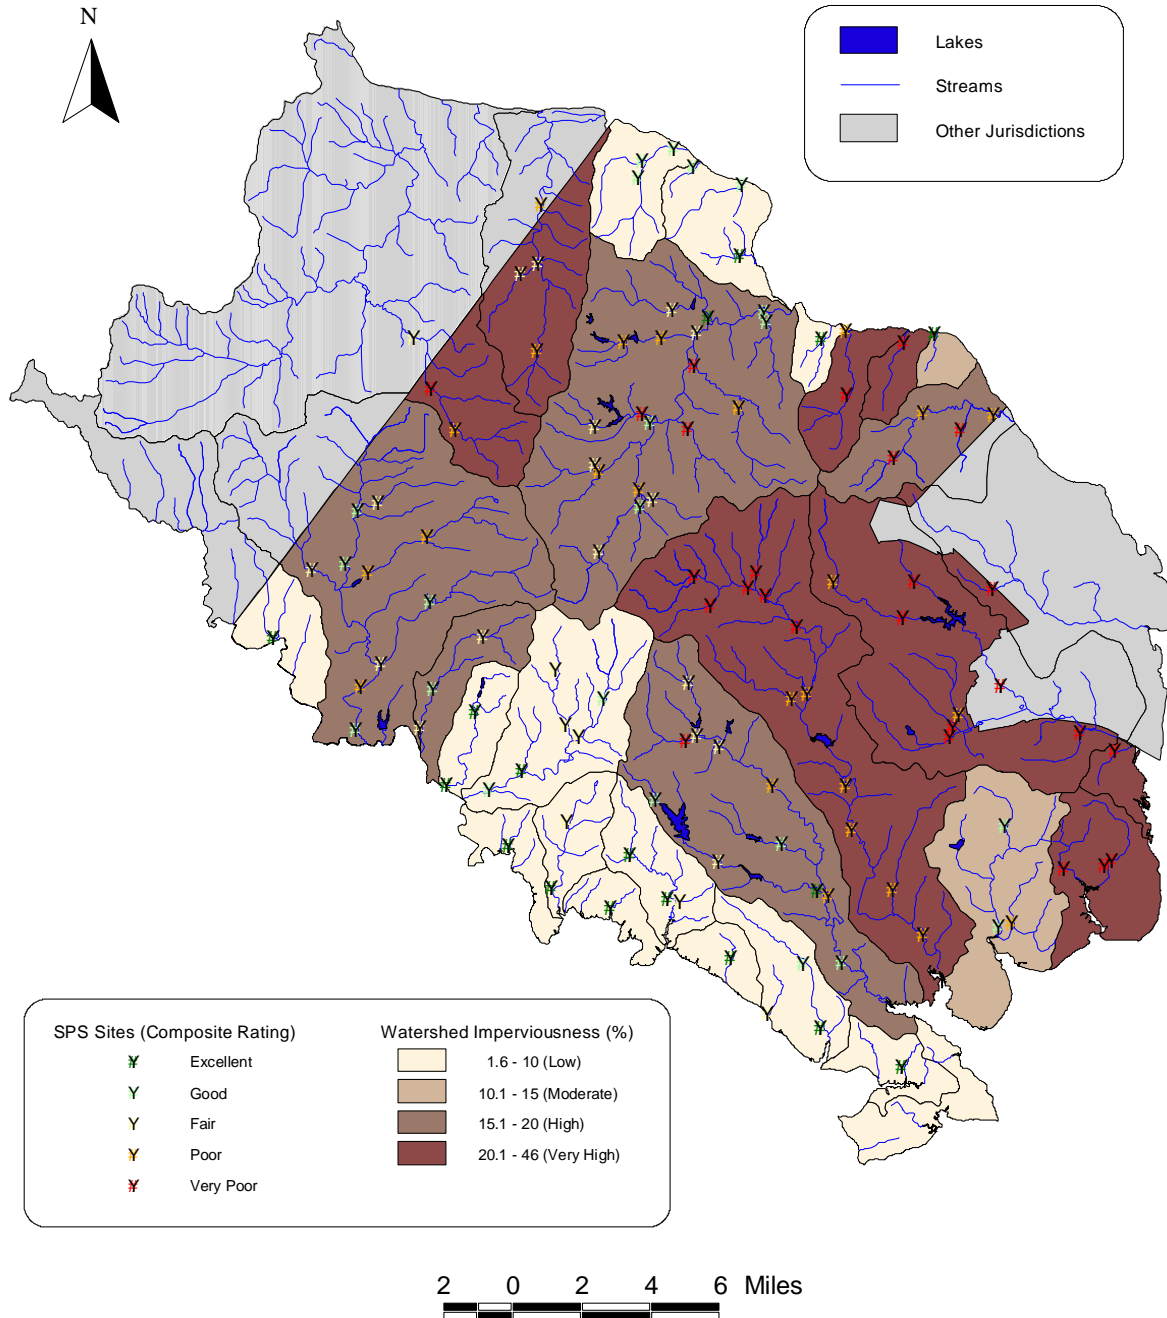 N
Lakes
Streams
Other Jurisdictions
SPS Sites (Composite Rating)
Excellent
Good
Fair
Poor
Very Poor
Watershed Imperviousness (%)
1.6 - 10 (Low)
10.1 - 15 (Moderate)
15.1 - 20 (High)
20.1 - 46 (Very High)
2 0 2 4 6 Miles